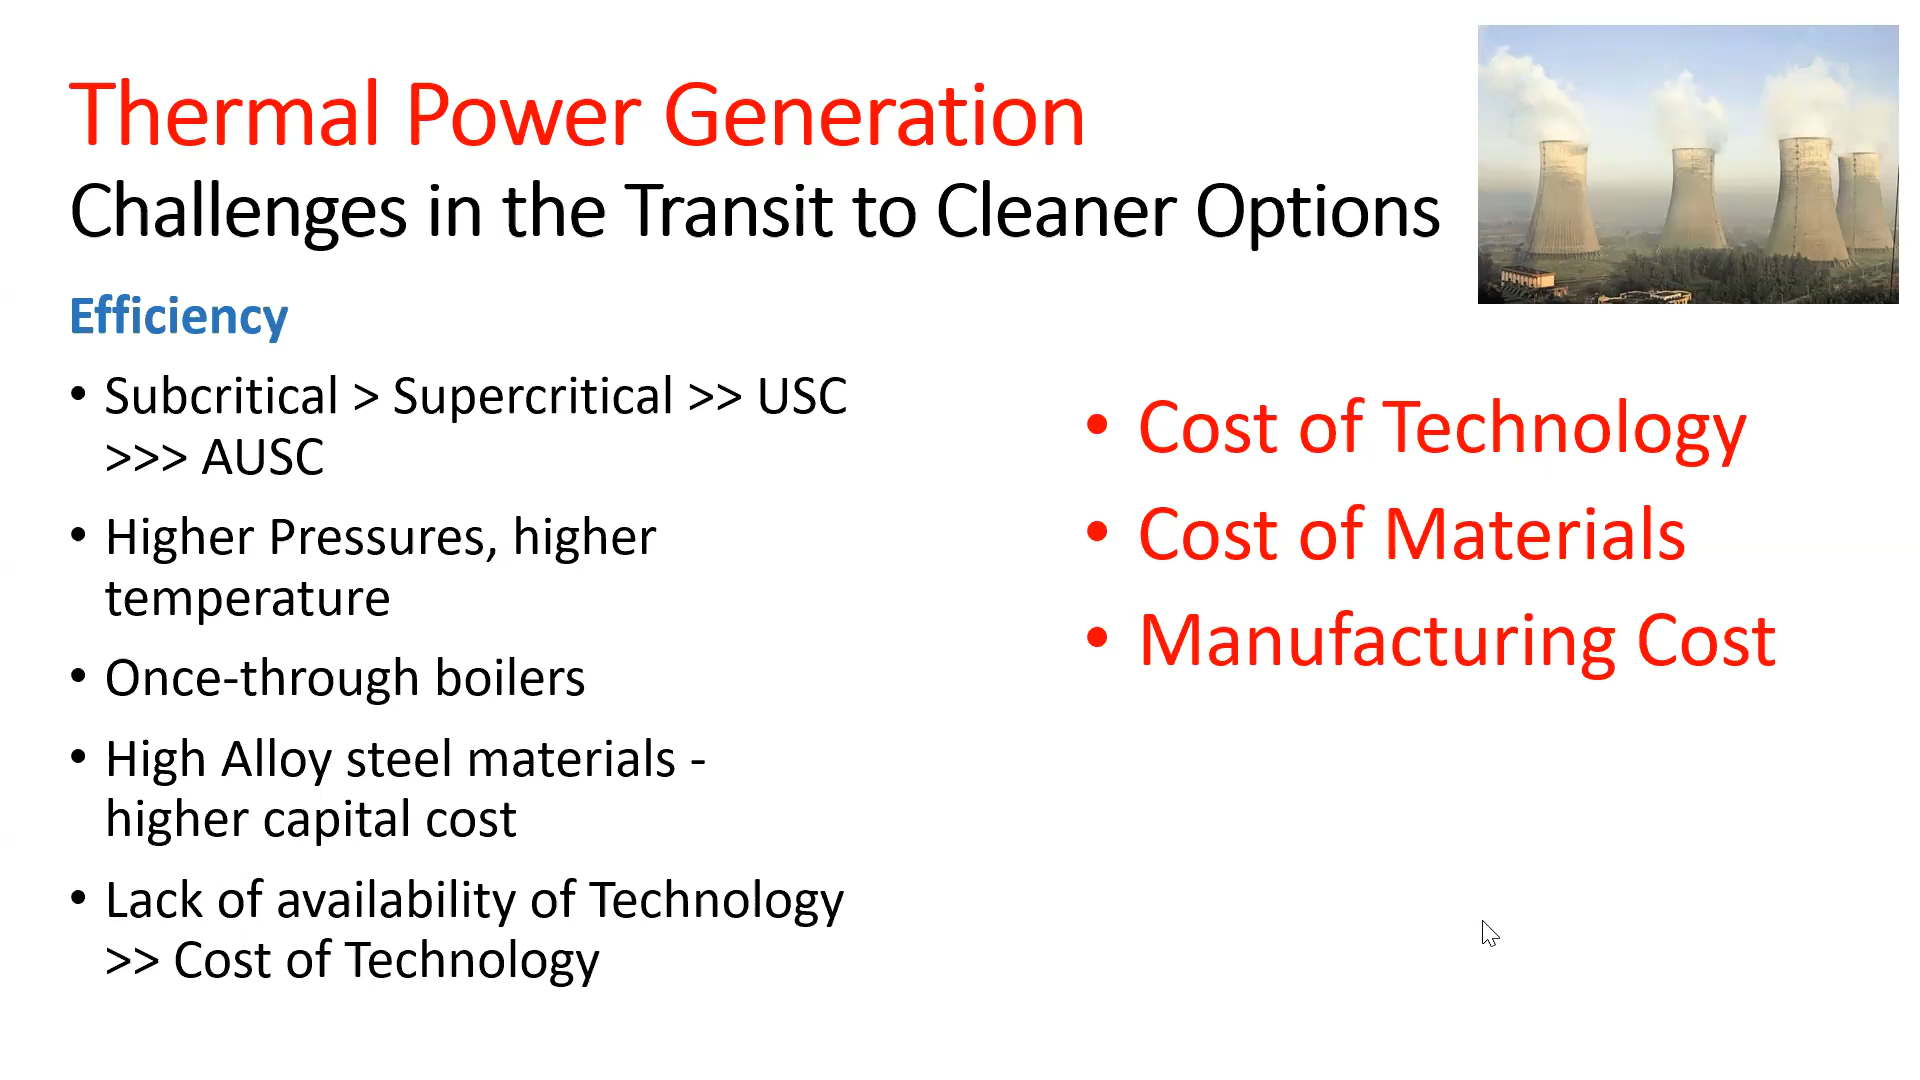 Thermal Power Generation
Challenges in the Transit to Cleaner Options
Efficiency
• Subcritical > Supercritical >> USC
>>> AUSC
• Higher Pressures, higher
temperature
• Once-through boilers
• High Alloy steel materials -
higher capital cost
• Lack of availability of Technology
>> Cost of Technology
• Cost of Technology
• Cost of Materials
• Manufacturing Cost